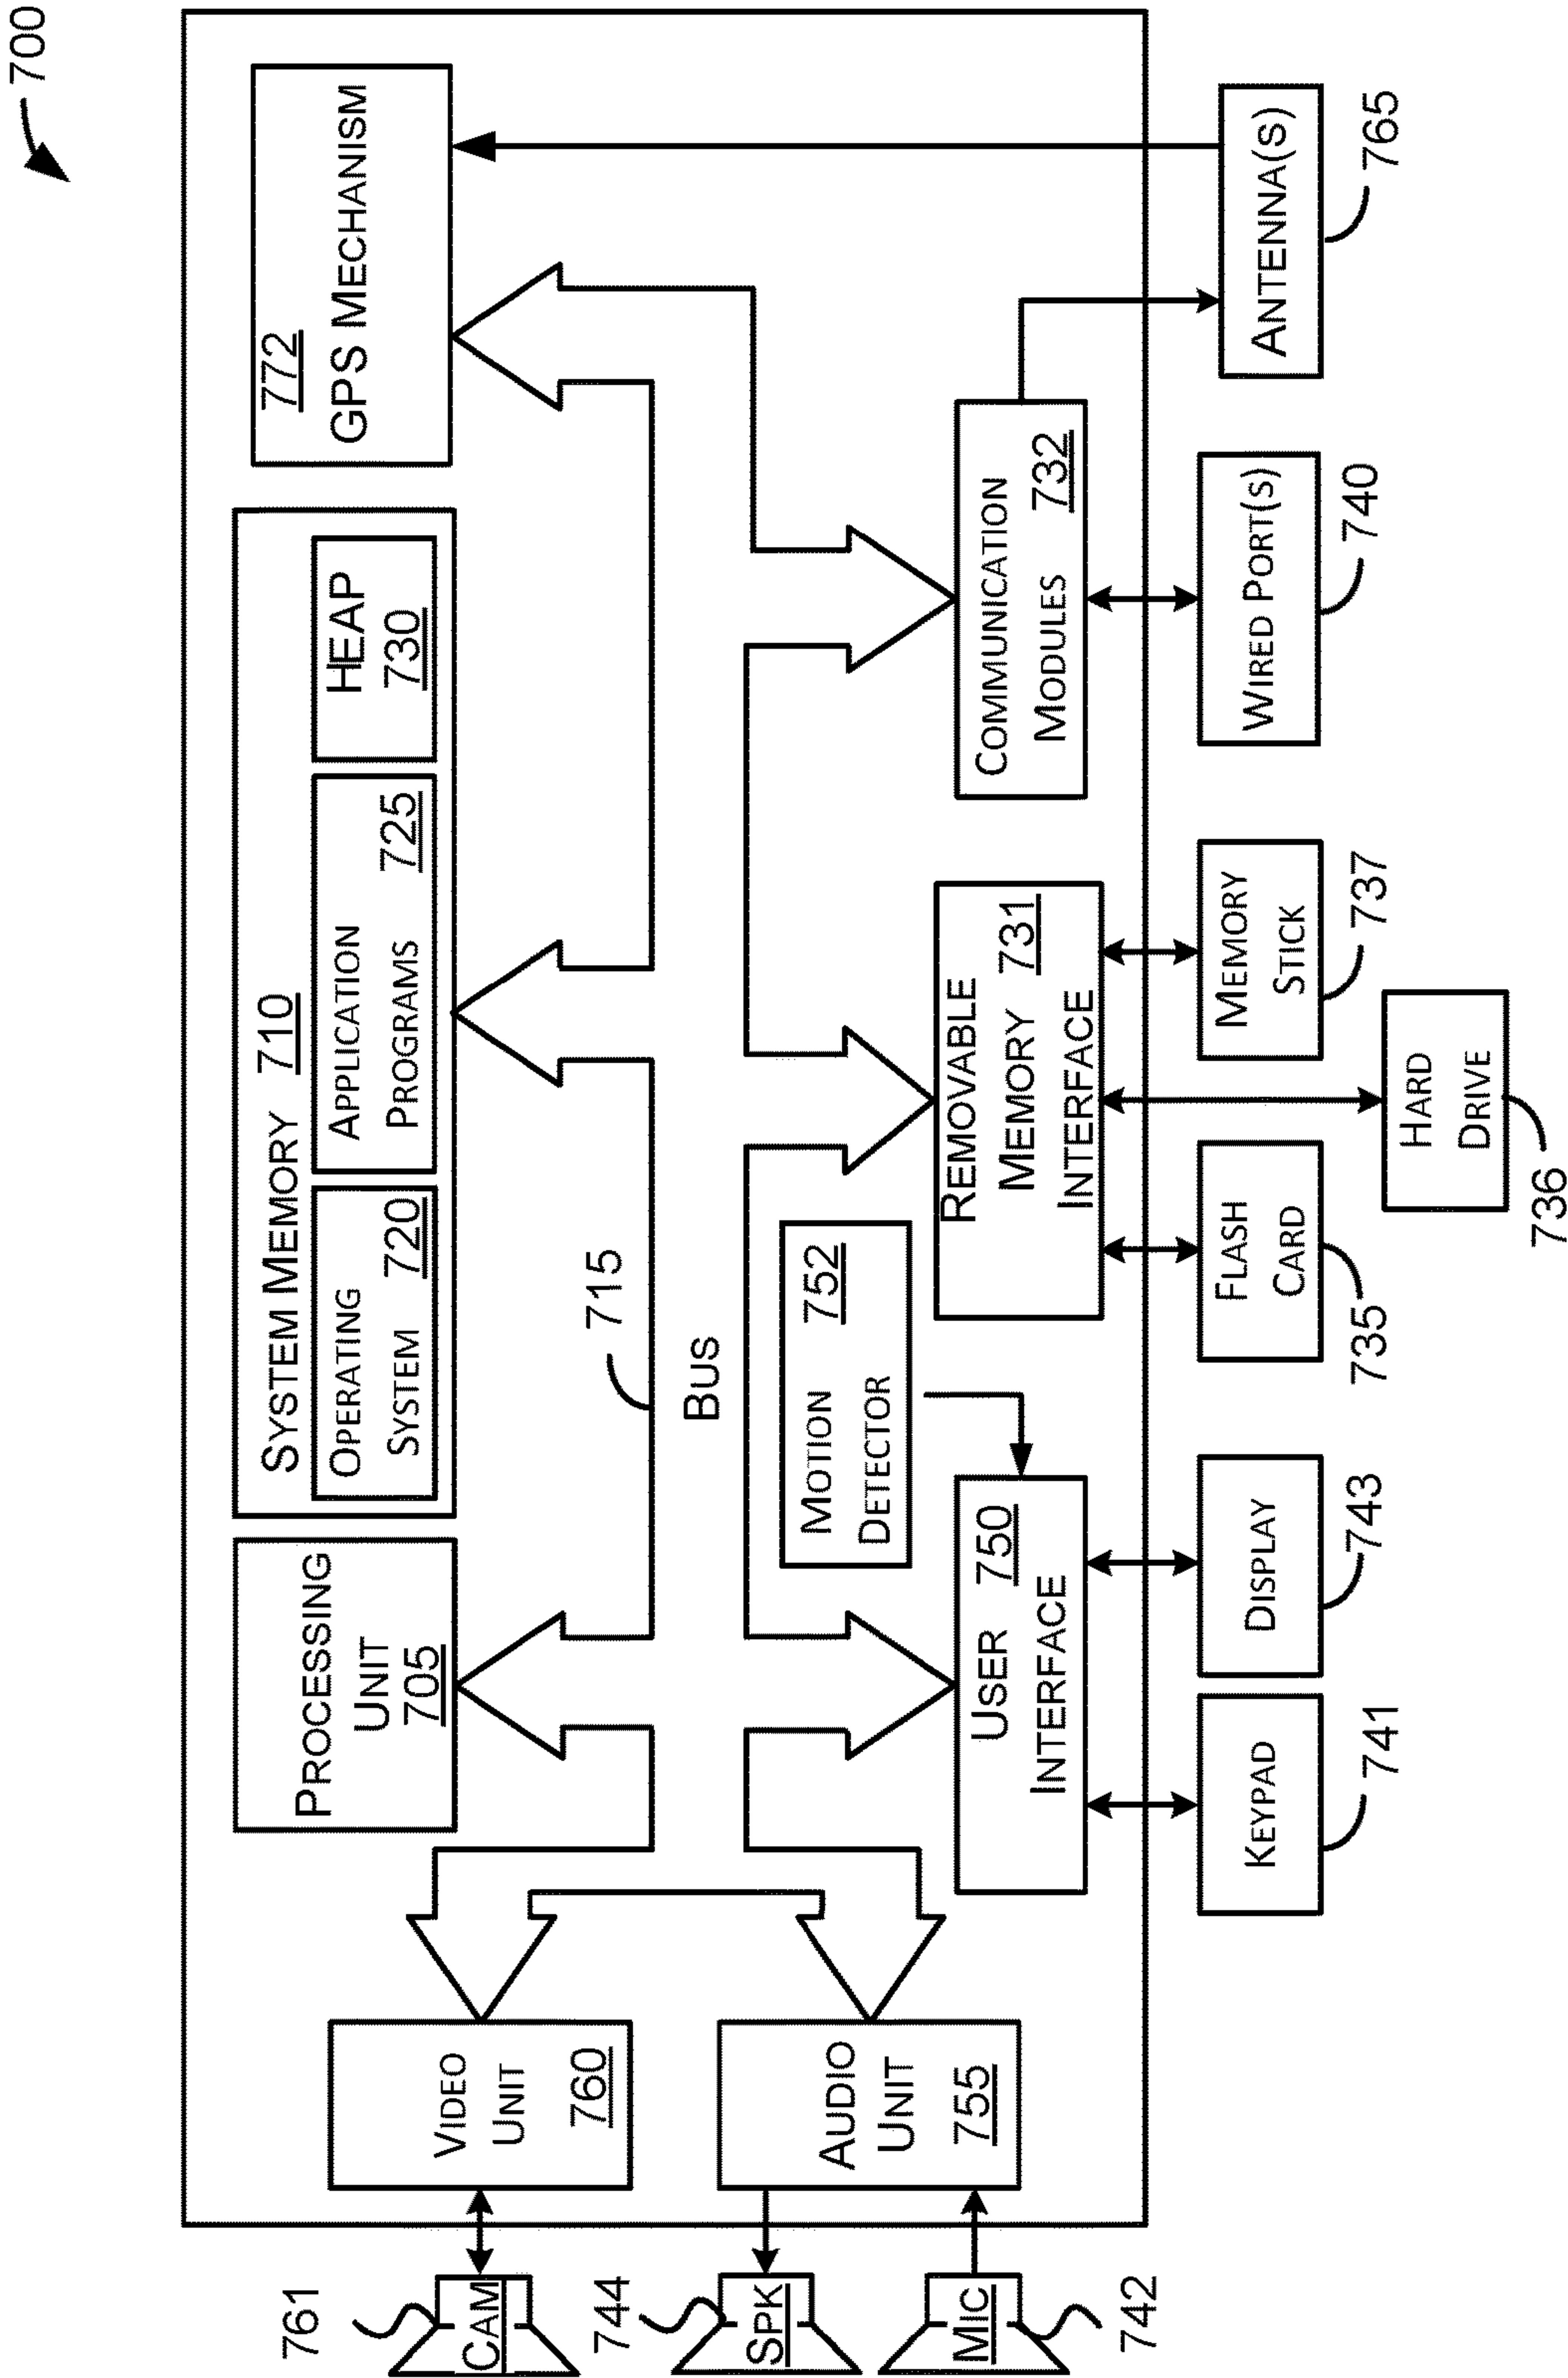 700
PROCESSING
UNIT
705
SYSTEM MEMORY 710
OPERATING
SYSTEM 720
APPLICATION
PROGRAMS 725
HEAP
730
772
GPS MECHANISM
761
CAM
VIDEO
UNIT
760
715
BUS
744
SPK
MIC
742
AUDIO
UNIT
755
MOTION 752
DETECTOR
USER 750
INTERFACE
REMOVABLE
MEMORY 731
INTERFACE
COMMUNICATION
MODULES 732
KEYPAD
741
DISPLAY
743
FLASH
CARD
735
HARD
DRIVE
736
MEMORY
STICK
737
WIRED PORT(S)
740
ANTENNA(S)
765